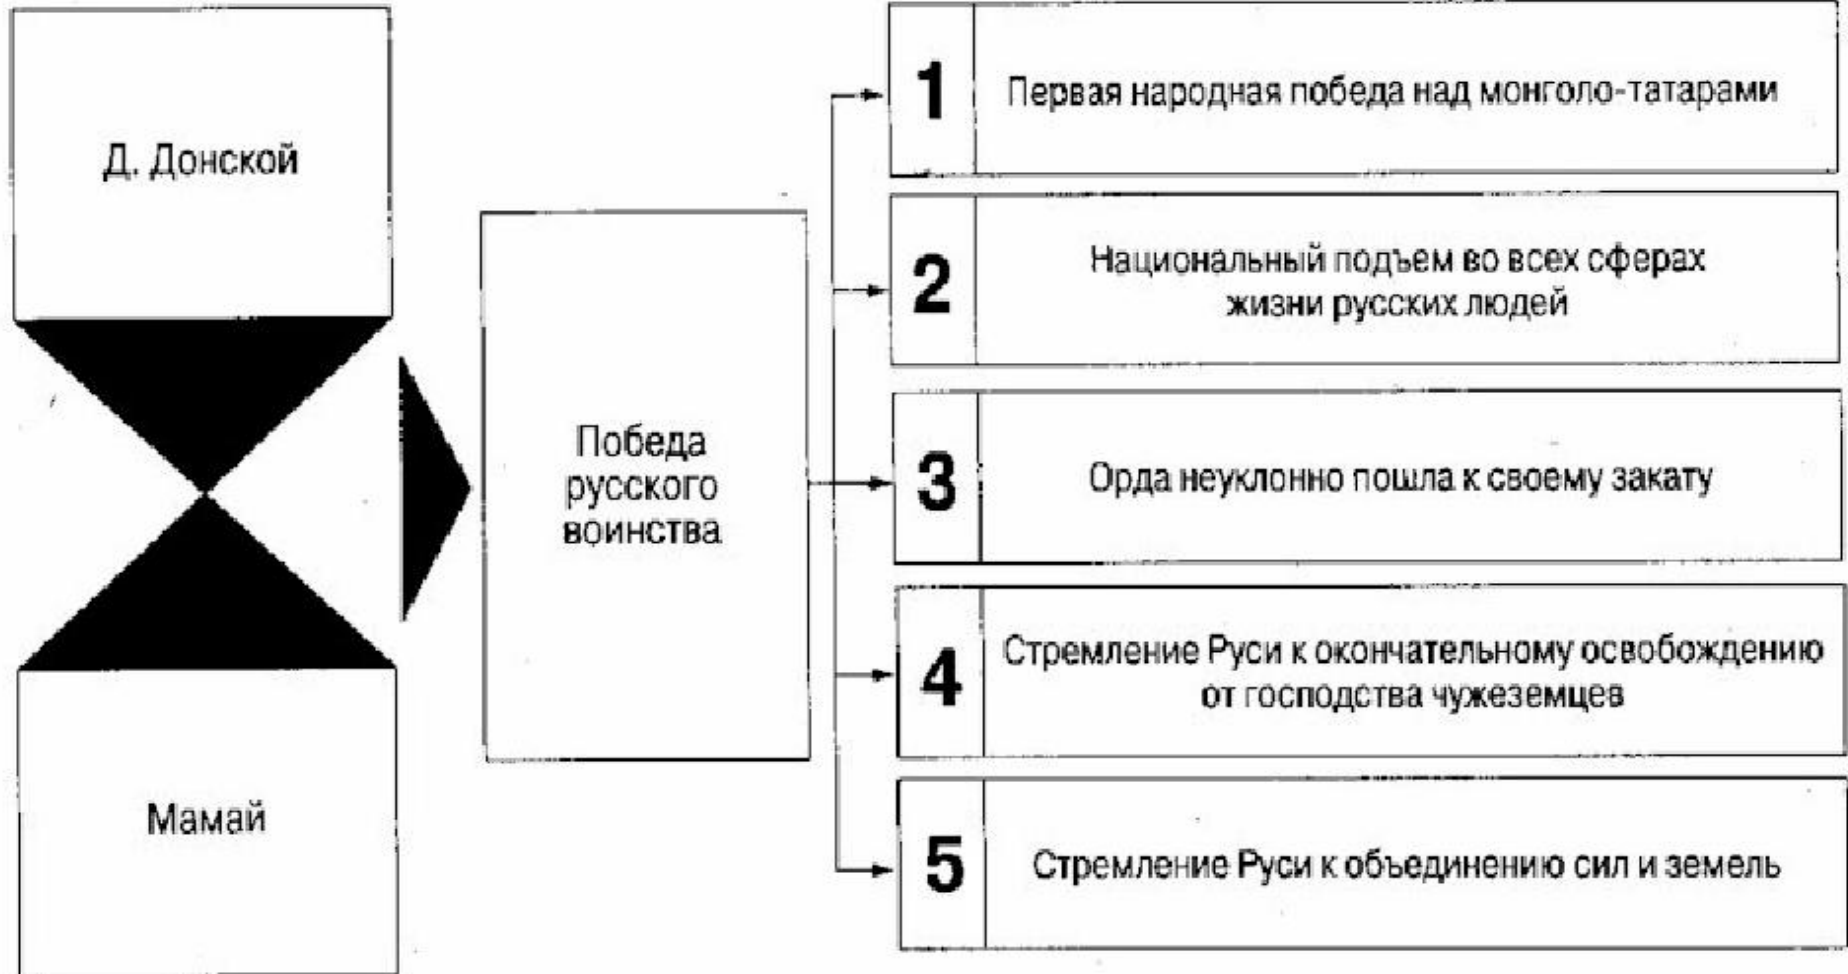 Д. Донской
Мамай
Победа
русского
воинства
1
Первая народная победа над монголо-татарами
2
Национальный подъем во всех сферах
жизни русских людей
3
Орда неуклонно пошла к своему закату
4
Стремление Руси к окончательному освобождению
от господства чужеземцев
5
Стремление Руси к объединению сил и земель